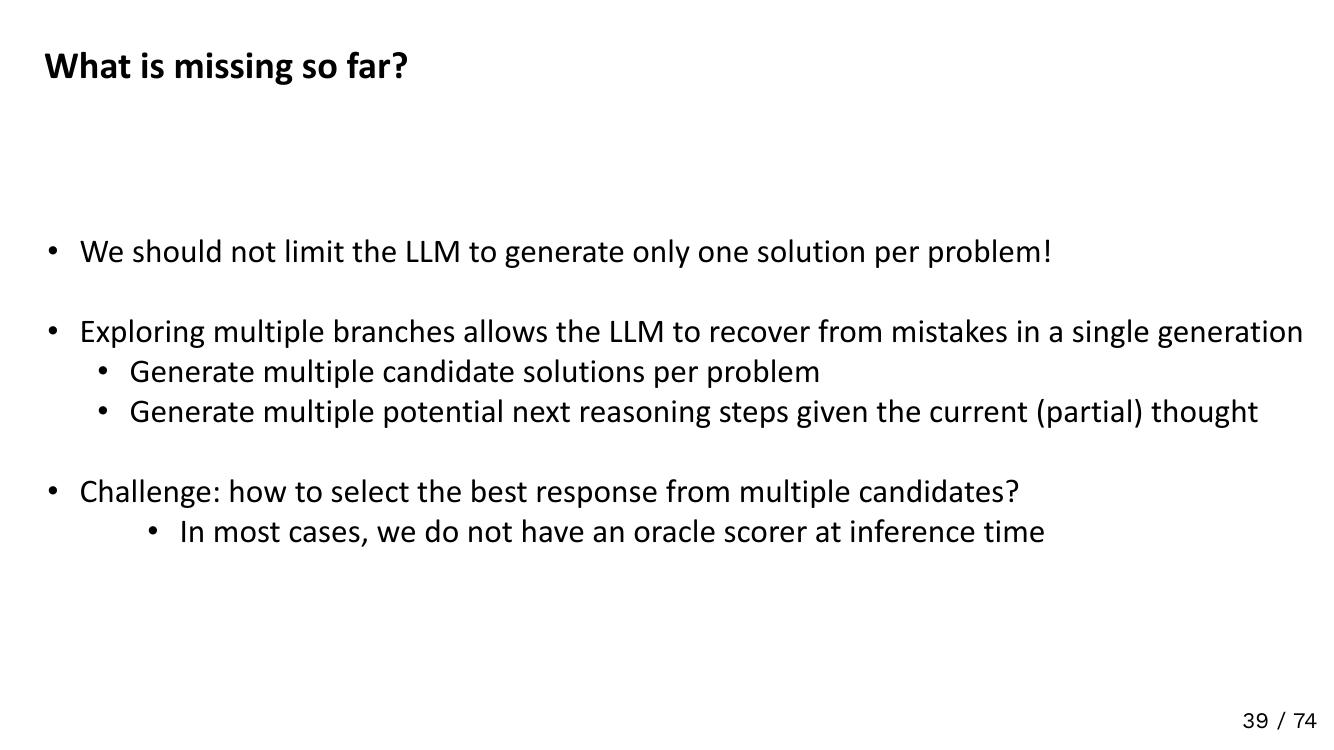 What is missing so far?
• We should not limit the LLM to generate only one solution per problem!
• Exploring multiple branches allows the LLM to recover from mistakes in a single generation
• Generate multiple candidate solutions per problem
• Generate multiple potential next reasoning steps given the current (partial) thought
• Challenge: how to select the best response from multiple candidates?
• In most cases, we do not have an oracle scorer at inference time
39 / 74